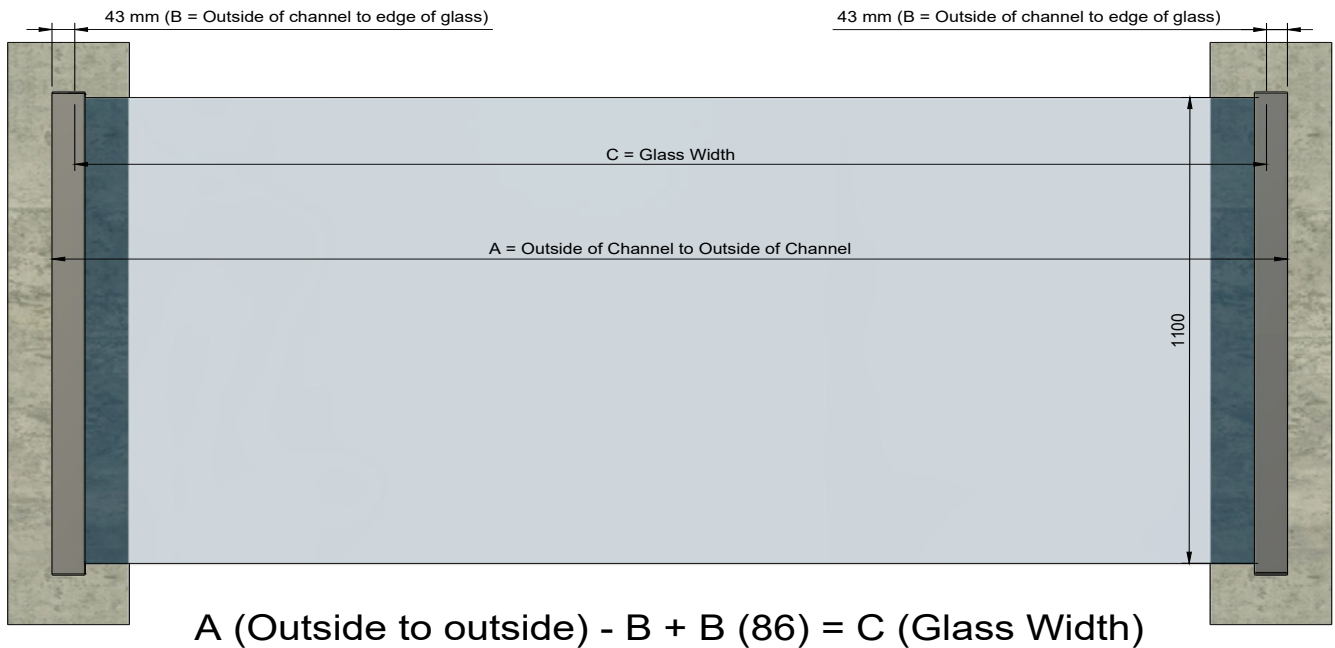 43 mm (B = Outside of channel to edge of glass)
43 mm (B = Outside of channel to edge of glass)
C = Glass Width
A = Outside of Channel to Outside of Channel
1100
A (Outside to outside) - B + B (86) = C (Glass Width)